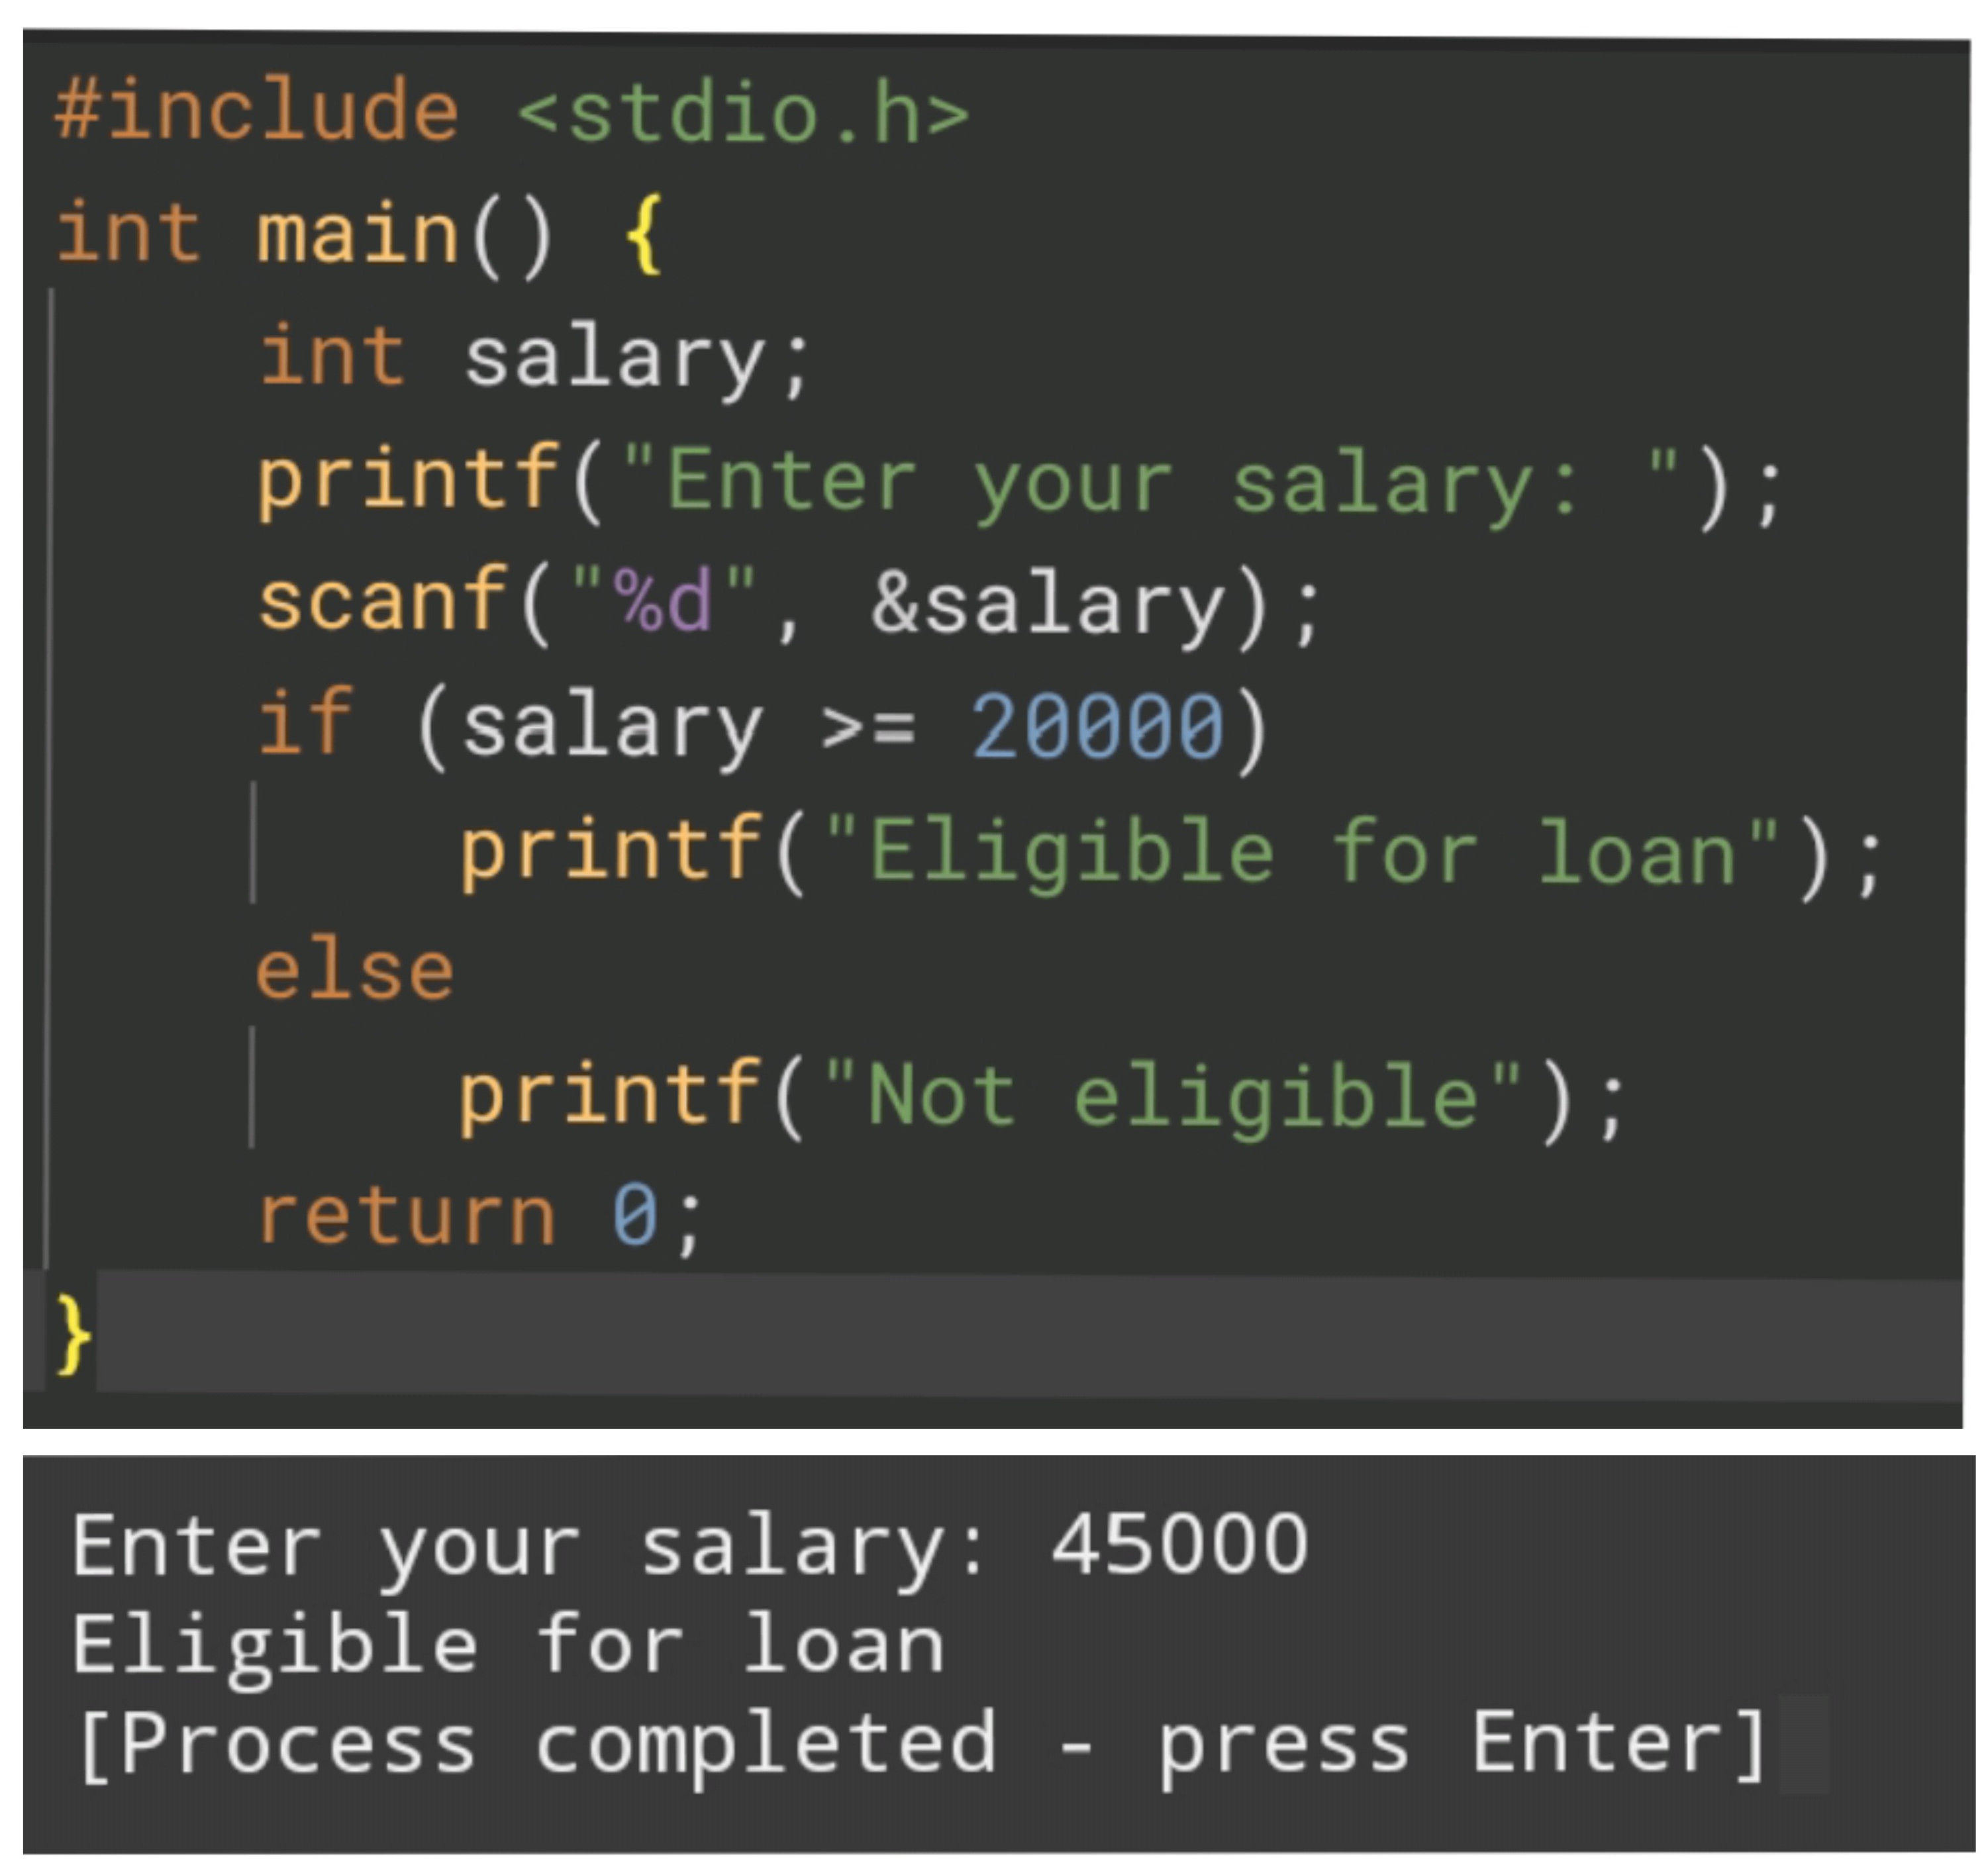 #include <stdio.h>
int main() {
int salary;
printf("Enter your salary: ");
scanf("%d", &salary);
if (salary >= 20000)
printf("Eligible for loan");
else
printf("Not eligible");
return 0;
}
Enter your salary: 45000
Eligible for loan
[Process completed - press Enter]